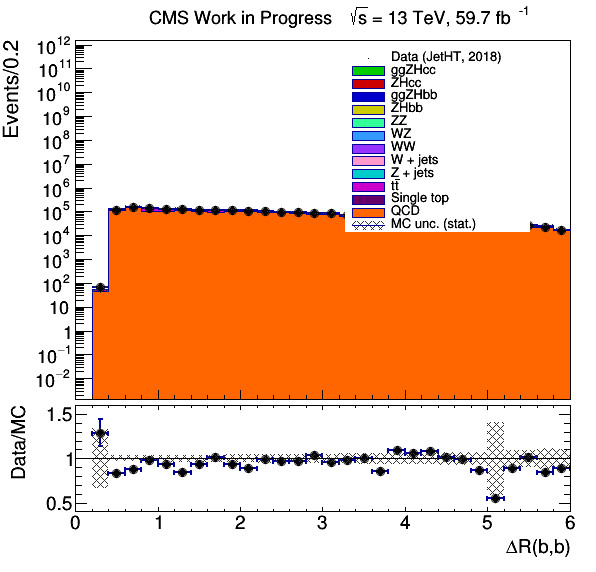 CMS Work in Progress √s = 13 TeV, 59.7 fb⁻¹
Events/0.2
10¹²
10¹¹
10¹⁰
10⁹
10⁸
10⁷
10⁶
10⁵
10⁴
10³
10²
10
1
10⁻¹
10⁻²
Data (JetHT, 2018)
ggZHcc
ZHcc
ggZHbb
ZHbb
ZZ
WZ
WW
W + jets
Z + jets
tt̄
Single top
QCD
MC unc. (stat.)
Data/MC
1.5
1
0.5
0 1 2 3 4 5 6
ΔR(b,b)